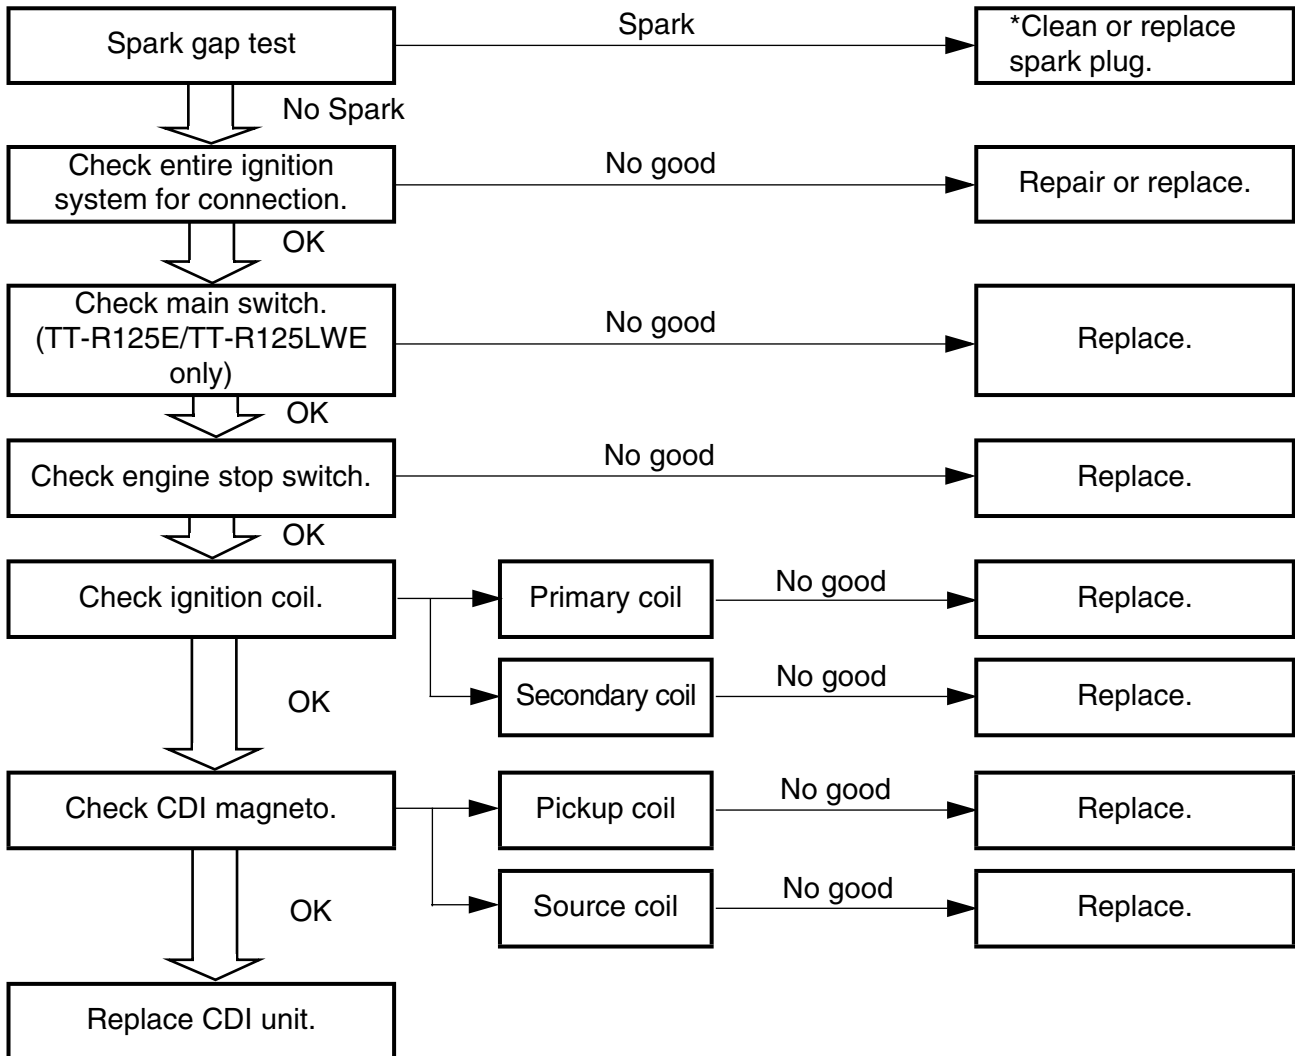 Spark gap test
Spark
*Clean or replace
spark plug.
No Spark
Check entire ignition
system for connection.
No good
Repair or replace.
OK
Check main switch.
(TT-R125E/TT-R125LWE
only)
No good
Replace.
OK
Check engine stop switch.
No good
Replace.
OK
Check ignition coil.
Primary coil
No good
Replace.
Secondary coil
No good
Replace.
OK
Check CDI magneto.
Pickup coil
No good
Replace.
Source coil
No good
Replace.
OK
Replace CDI unit.